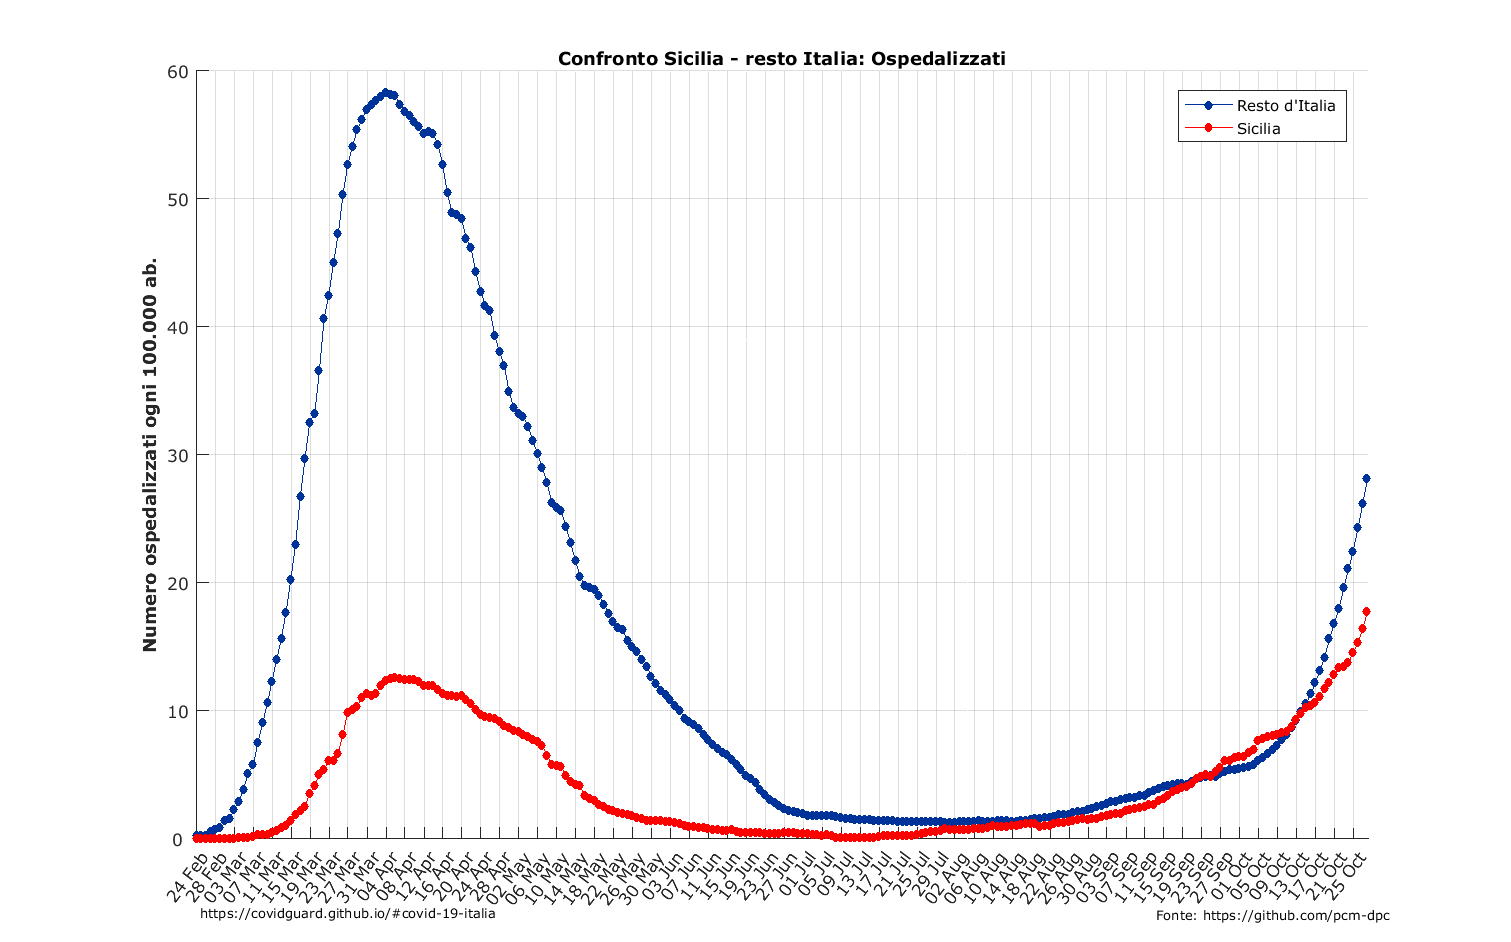 Confronto Sicilia - resto Italia: Ospedalizzati
60
50
40
30
20
10
0
Numero ospedalizzati ogni 100.000 ab.
Resto d'Italia
Sicilia
24 Feb
28 Feb
03 Mar
07 Mar
11 Mar
15 Mar
19 Mar
23 Mar
27 Mar
31 Mar
04 Apr
08 Apr
12 Apr
16 Apr
20 Apr
24 Apr
28 Apr
02 May
06 May
10 May
14 May
18 May
22 May
26 May
30 May
03 Jun
07 Jun
11 Jun
15 Jun
19 Jun
23 Jun
27 Jun
01 Jul
05 Jul
09 Jul
13 Jul
17 Jul
21 Jul
25 Jul
29 Jul
02 Aug
06 Aug
10 Aug
14 Aug
18 Aug
22 Aug
26 Aug
30 Aug
03 Sep
07 Sep
11 Sep
15 Sep
19 Sep
23 Sep
27 Sep
01 Oct
05 Oct
09 Oct
13 Oct
17 Oct
21 Oct
25 Oct
https://covidguard.github.io/#covid-19-italia
Fonte: https://github.com/pcm-dpc